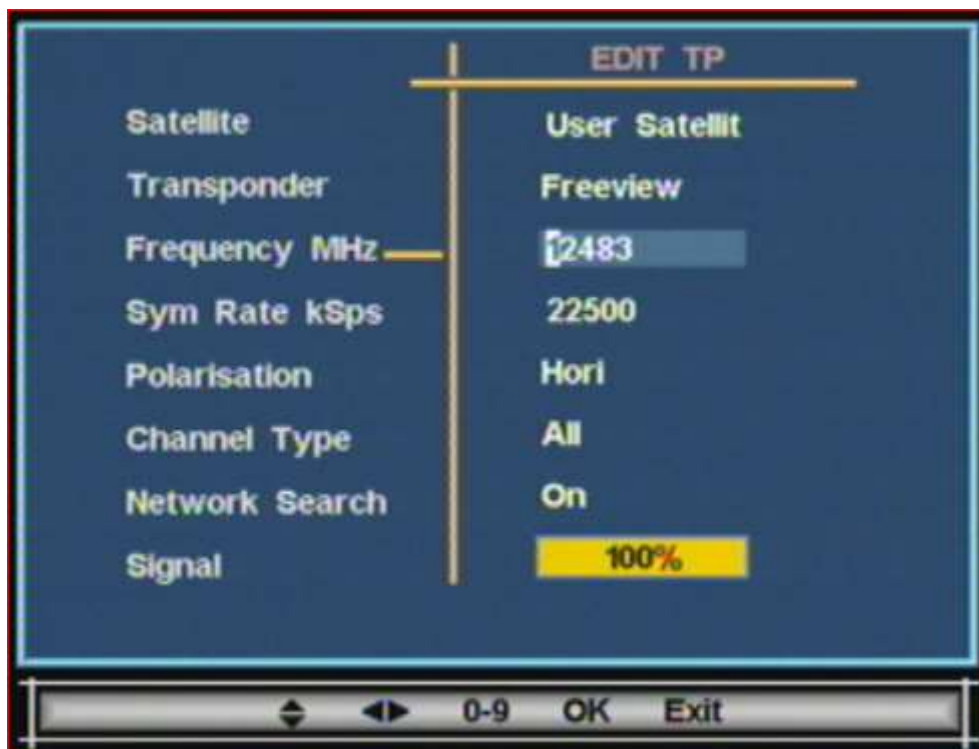 EDIT TP
Satellite User Satellit
Transponder Freeview
Frequency MHz 12483
Sym Rate kSps 22500
Polarisation Hori
Channel Type All
Network Search On
Signal 100%
0-9 OK Exit